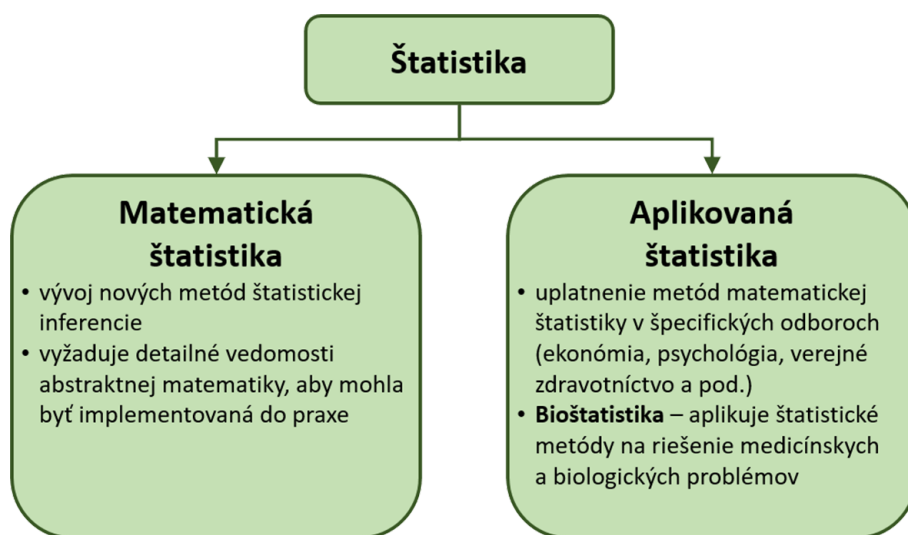 Štatistika
Matematická
štatistika
• vývoj nových metód štatistickej
inferencie
• vyžaduje detailné vedomosti
abstraktnej matematiky, aby mohla
byť implementovaná do praxe
Aplikovaná
štatistika
• uplatnenie metód matematickej
štatistiky v špecifických odboroch
(ekonómia, psychológia, verejné
zdravotníctvo a pod.)
• Bioštatistika – aplikuje štatistické
metódy na riešenie medicínskych
a biologických problémov